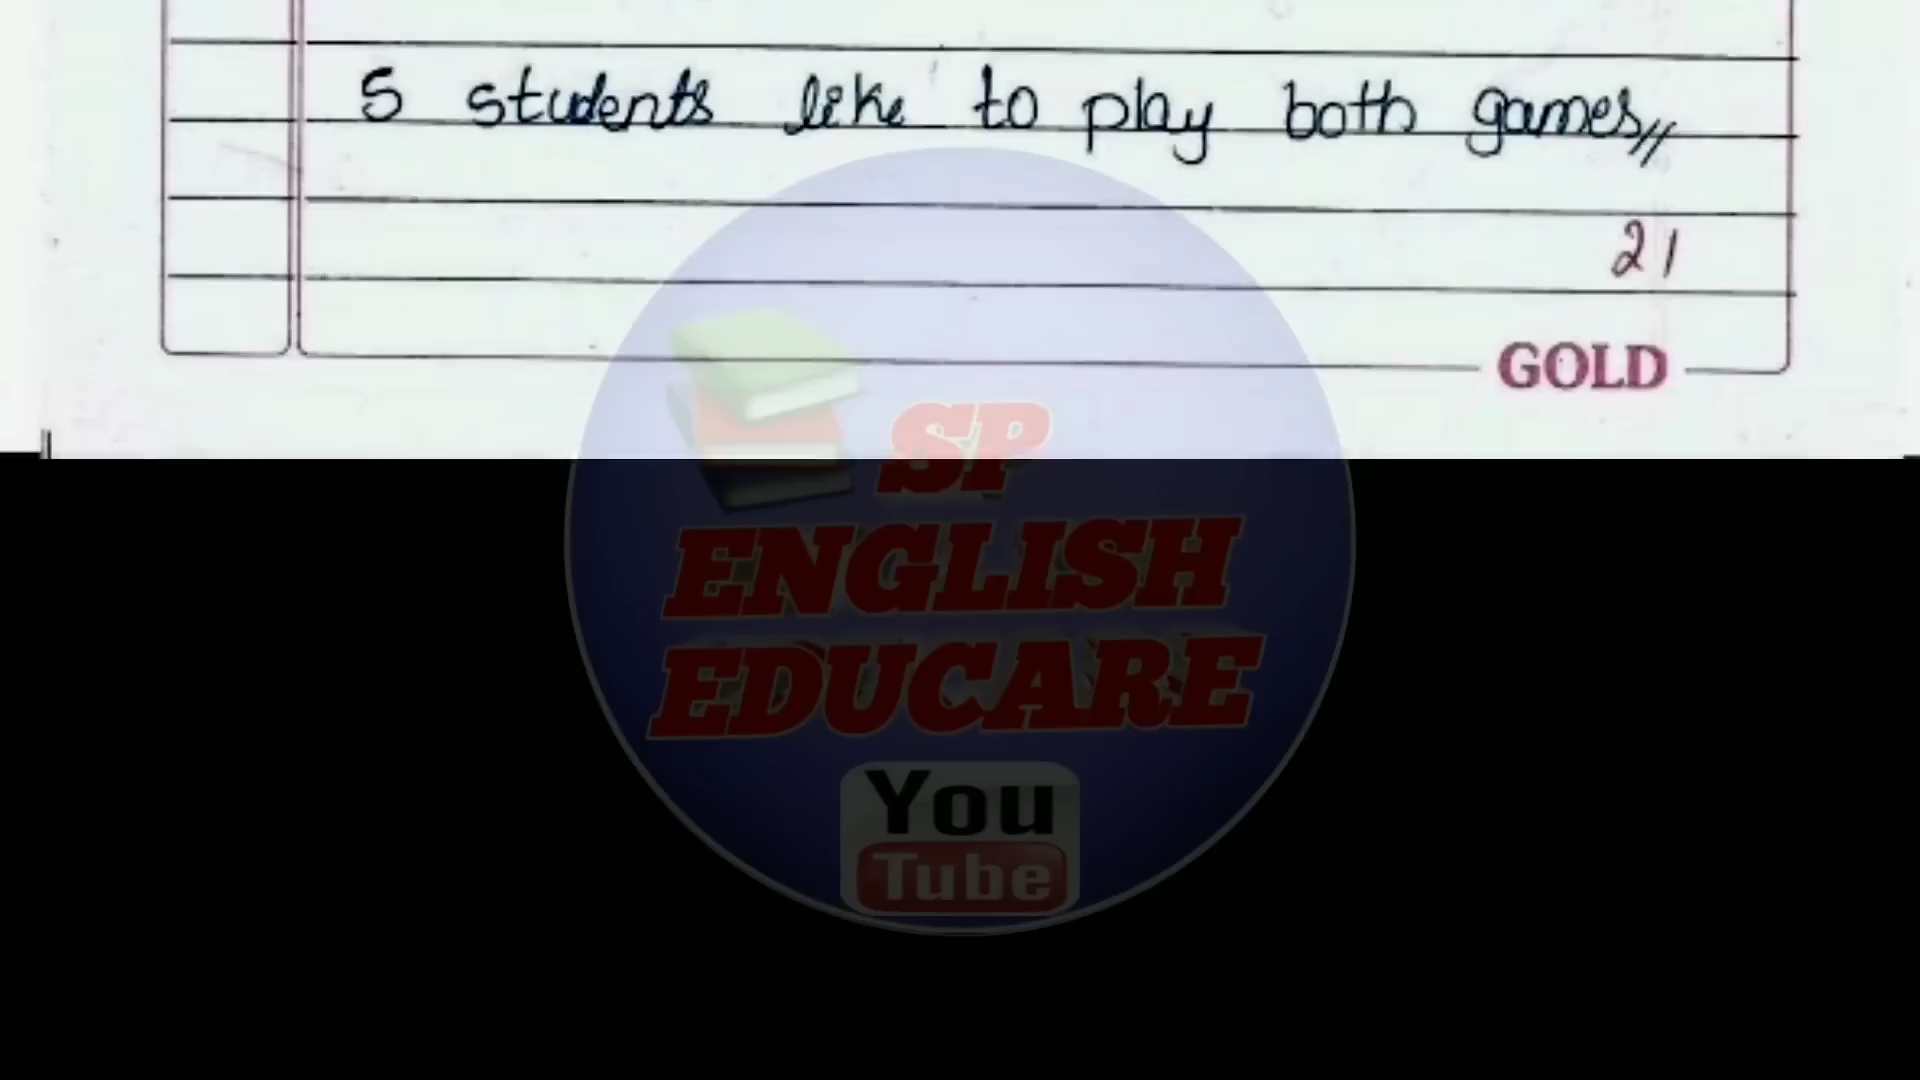 5 students like to play both games//
21
GOLD
SP
ENGLISH
EDUCARE
You
Tube